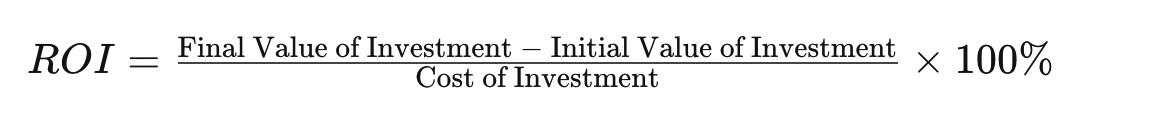 ROI = Final Value of Investment − Initial Value of Investment / Cost of Investment × 100%